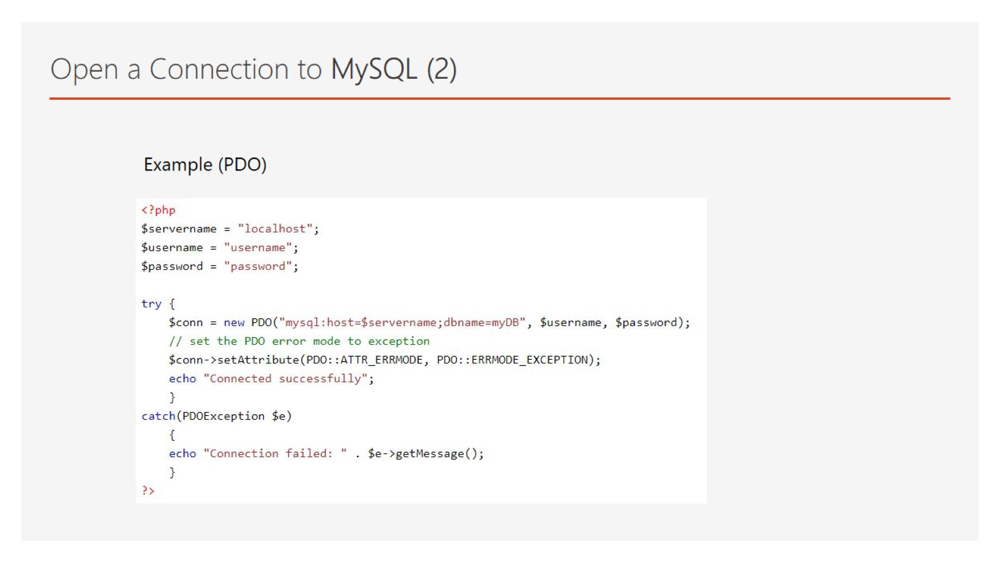 Open a Connection to MySQL (2)
Example (PDO)
<?php
$servername = "localhost";
$username = "username";
$password = "password";
try {
    $conn = new PDO("mysql:host=$servername;dbname=myDB", $username, $password);
    // set the PDO error mode to exception
    $conn->setAttribute(PDO::ATTR_ERRMODE, PDO::ERRMODE_EXCEPTION);
    echo "Connected successfully";
    }
catch(PDOException $e)
    {
    echo "Connection failed: " . $e->getMessage();
    }
?>